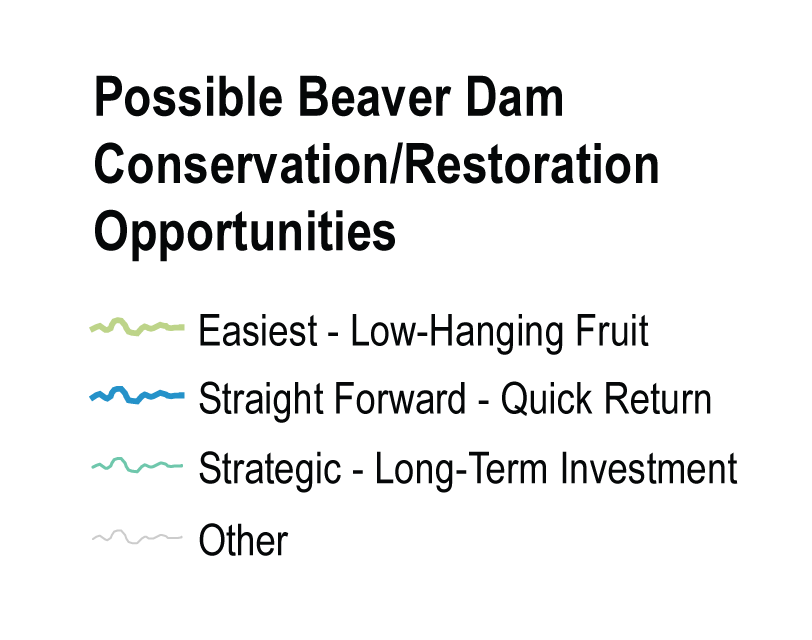 Possible Beaver Dam
Conservation/Restoration
Opportunities
Easiest - Low-Hanging Fruit
Straight Forward - Quick Return
Strategic - Long-Term Investment
Other